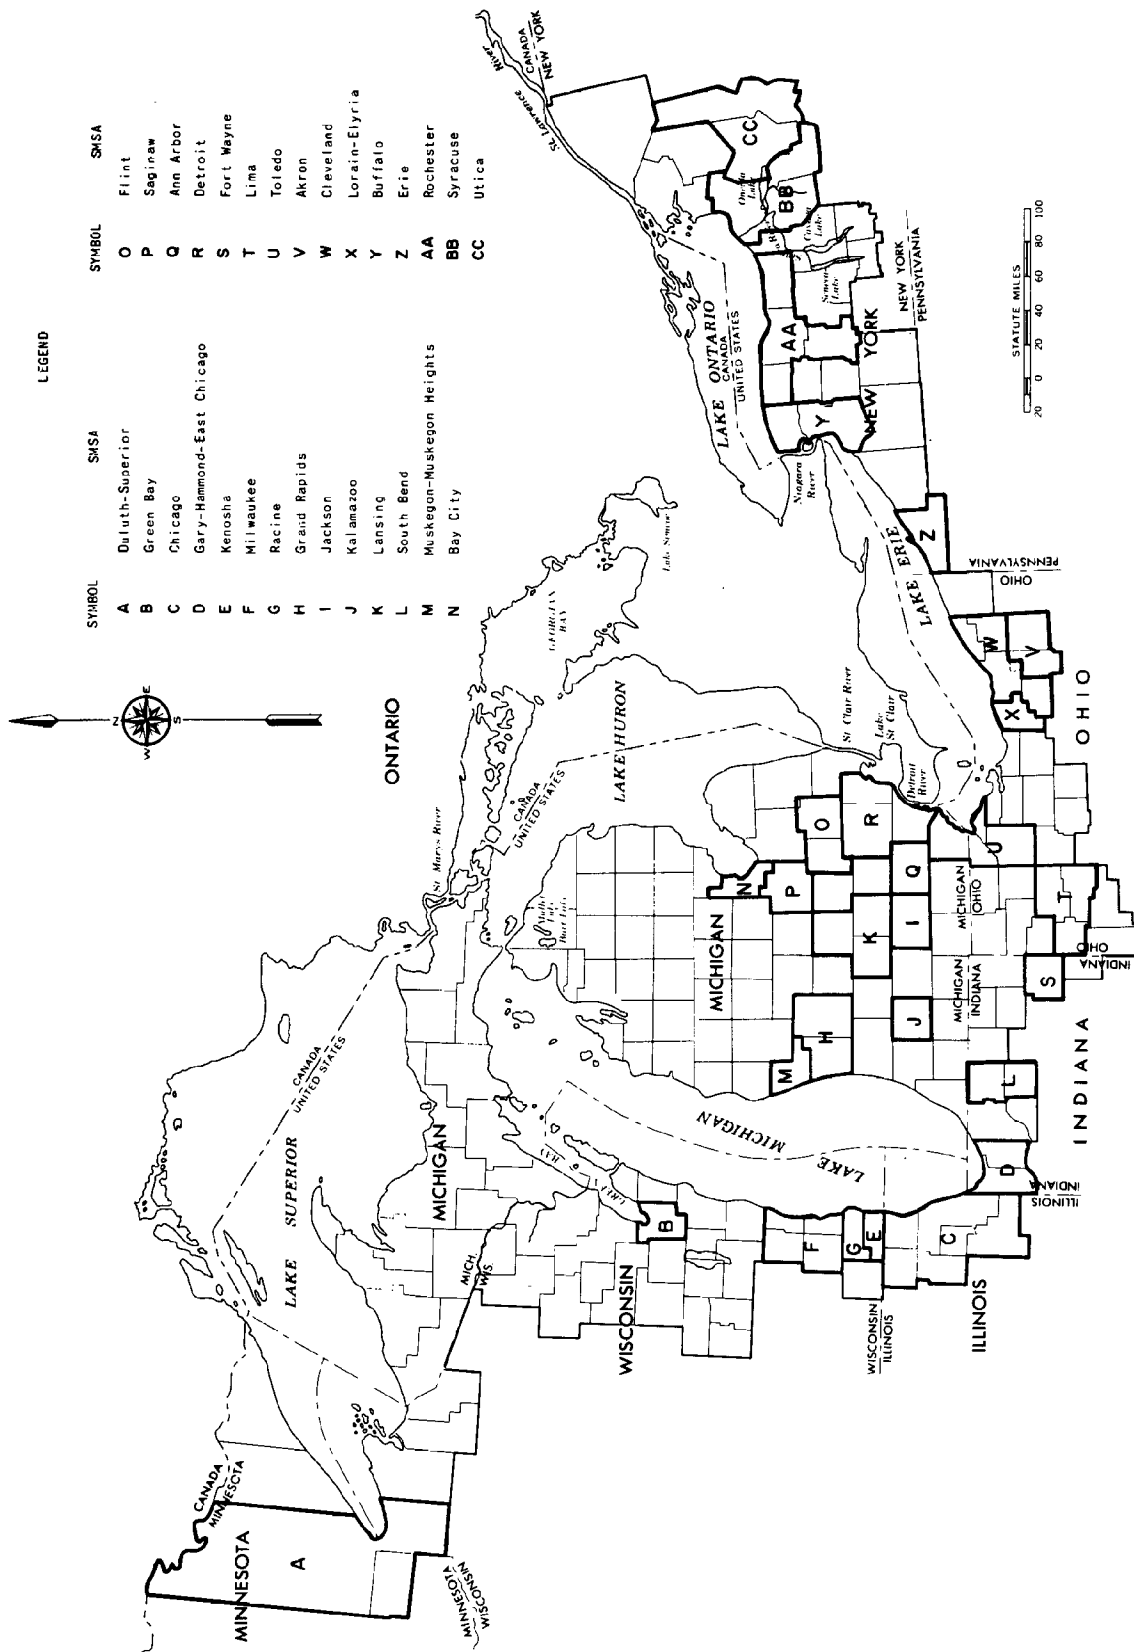 LEGEND
SYMBOL SMSA
A Duluth-Superior
B Green Bay
C Chicago
D Gary-Hammond-East Chicago
E Kenosha
F Milwaukee
G Racine
H Grand Rapids
I Jackson
J Kalamazoo
K Lansing
L South Bend
M Muskegon-Muskegon Heights
N Bay City
SYMBOL SMSA
O Flint
P Saginaw
Q Ann Arbor
R Detroit
S Fort Wayne
T Lima
U Toledo
V Akron
W Cleveland
X Lorain-Elyria
Y Buffalo
Z Erie
AA Rochester
BB Syracuse
CC Utica
N
W
E
S
ONTARIO
CANADA
MINNESOTA
MINNESOTA
A
MINNESOTA
WISCONSIN
LAKE SUPERIOR
CANADA
UNITED STATES
St. Marys River
MICHIGAN
MICH.
WIS.
WISCONSIN
B
F
G
E
WISCONSIN
ILLINOIS
C
ILLINOIS
ILLINOIS
INDIANA
D
L
INDIANA
LAKE MICHIGAN
MICHIGAN
M
H
J
K
I
Q
N
P
O
R
MICHIGAN
INDIANA
MICHIGAN
OHIO
S
INDIANA
OHIO
T
U
OHIO
X
W
V
OHIO
PENNSYLVANIA
Z
LAKE HURON
CANADA
UNITED STATES
GEORGIAN
BAY
Lake Simcoe
St Clair River
Lake
St Clair
Detroit
River
LAKE ERIE
Niagara
River
LAKE ONTARIO
CANADA
UNITED STATES
Y
AA
BB
CC
NEW YORK
Seneca
Lake
Oneida
Lake
NEW YORK
PENNSYLVANIA
St. Lawrence River
CANADA
NEW YORK
STATUTE MILES
20 0 20 40 60 80 100